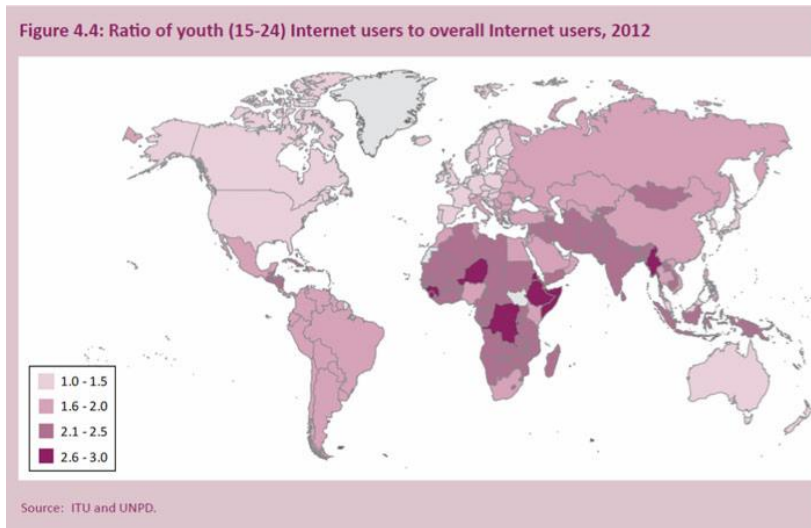 Figure 4.4: Ratio of youth (15-24) Internet users to overall Internet users, 2012
1.0 - 1.5
1.6 - 2.0
2.1 - 2.5
2.6 - 3.0
Source: ITU and UNPD.